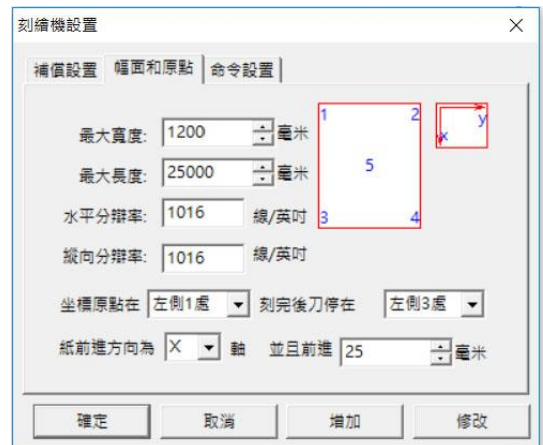 刻繪機設置
補償設置 幅面和原點 命令設置
最大寬度: 1200 毫米
最大長度: 25000 毫米
水平分辯率: 1016 線/英吋
縱向分辯率: 1016 線/英吋
1 2
5
3 4
y
x
坐標原點在 左側1處 刻完後刀停在 左側3處
紙前進方向為 X 軸 並且前進 25 毫米
確定 取消 增加 修改